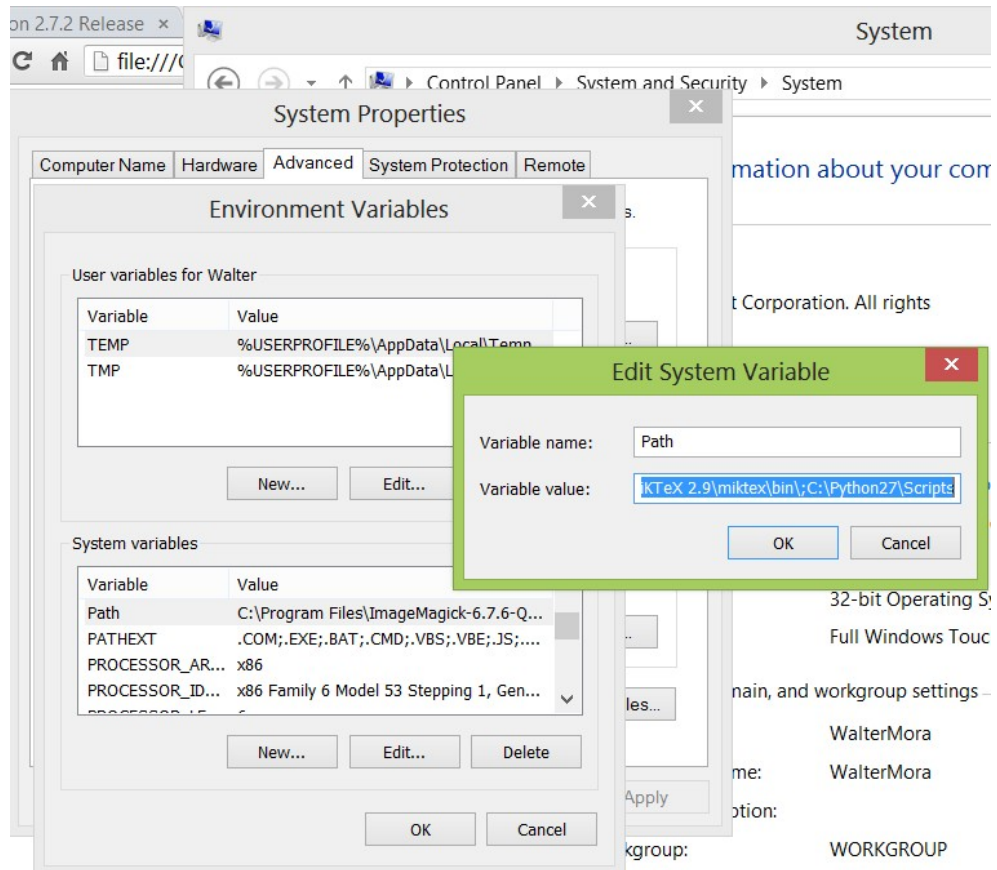 on 2.7.2 Release ×
file:///
System
Control Panel ▸ System and Security ▸ System
System Properties
Computer Name Hardware Advanced System Protection Remote
mation about your com
Environment Variables
s.
User variables for Walter
Variable Value
t Corporation. All rights
TEMP %USERPROFILE%\AppData\Local\Temp
TMP %USERPROFILE%\AppData\L
Edit System Variable
Variable name: Path
Variable value: iKTeX 2.9\miktex\bin\;C:\Python27\Scripts
New... Edit...
OK Cancel
System variables
Variable Value
Path C:\Program Files\ImageMagick-6.7.6-Q...
PATHEXT .COM;.EXE;.BAT;.CMD;.VBS;.VBE;.JS;....
PROCESSOR_AR... x86
PROCESSOR_ID... x86 Family 6 Model 53 Stepping 1, Gen...
32-bit Operating Sy
Full Windows Touc
main, and workgroup settings
les...
New... Edit... Delete
WalterMora
me: WalterMora
Apply
ption:
OK Cancel
kgroup: WORKGROUP